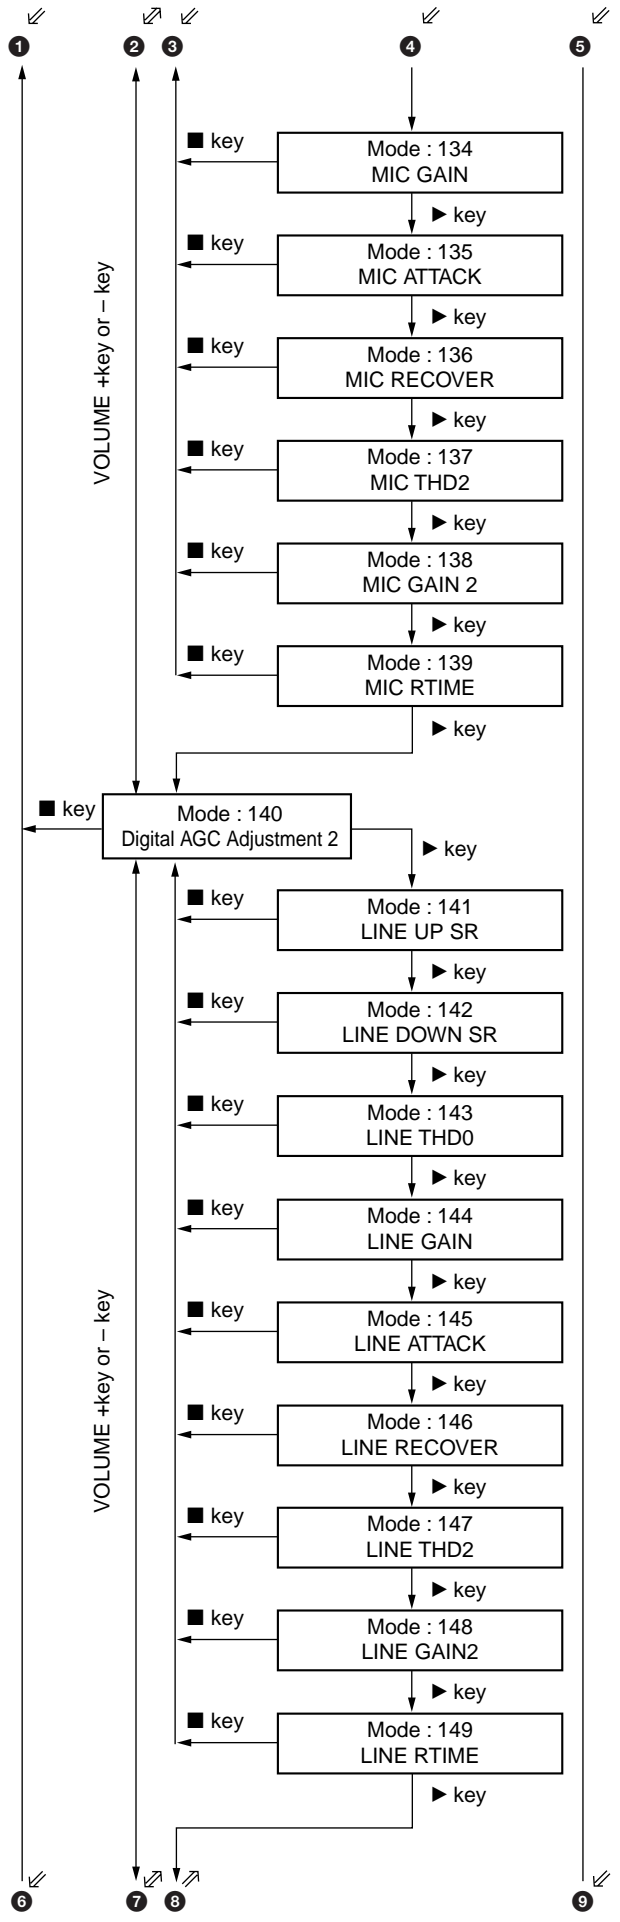 ❶ ❷ ❸ ❹ ❺
■ key
Mode : 134
MIC GAIN
► key
■ key
Mode : 135
MIC ATTACK
► key
VOLUME +key or – key
■ key
Mode : 136
MIC RECOVER
► key
■ key
Mode : 137
MIC THD2
► key
■ key
Mode : 138
MIC GAIN 2
► key
■ key
Mode : 139
MIC RTIME
► key
■ key
Mode : 140
Digital AGC Adjustment 2
► key
■ key
Mode : 141
LINE UP SR
► key
■ key
Mode : 142
LINE DOWN SR
► key
■ key
Mode : 143
LINE THD0
► key
■ key
Mode : 144
LINE GAIN
► key
VOLUME +key or – key
■ key
Mode : 145
LINE ATTACK
► key
■ key
Mode : 146
LINE RECOVER
► key
■ key
Mode : 147
LINE THD2
► key
■ key
Mode : 148
LINE GAIN2
► key
■ key
Mode : 149
LINE RTIME
► key
❻ ❼ ❽ ❾